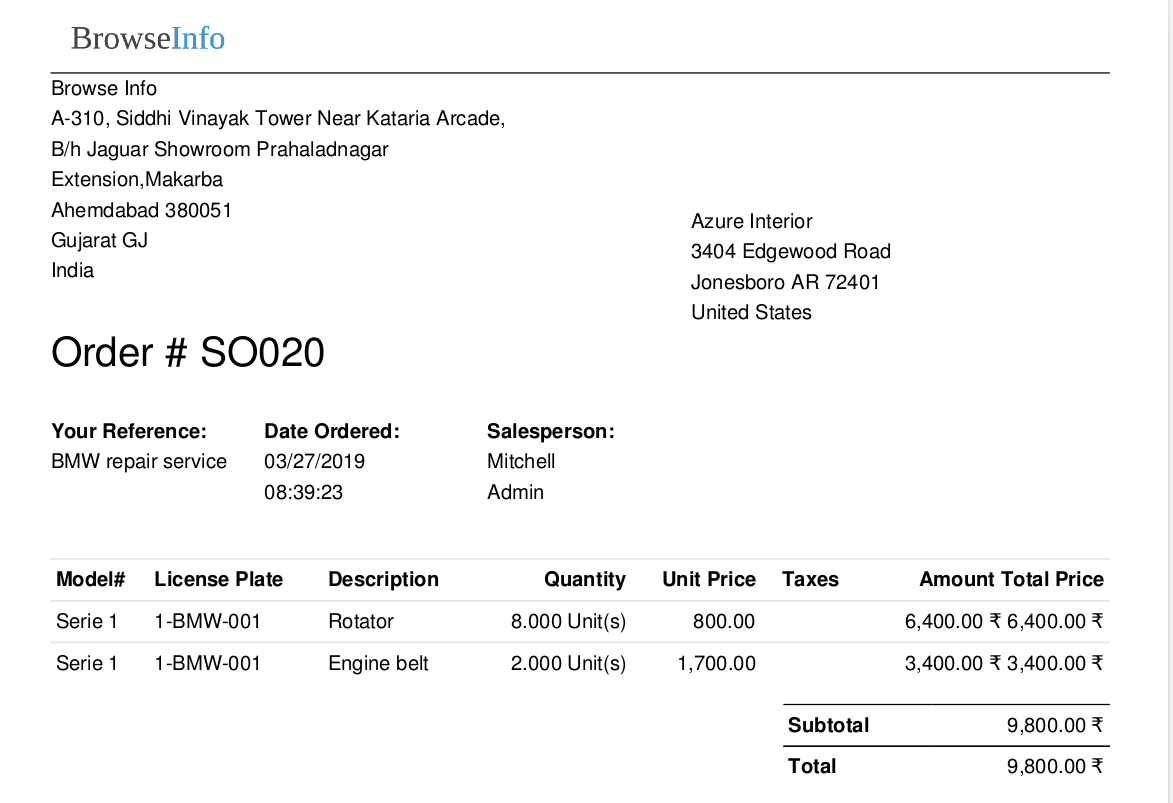 BrowseInfo
Browse Info
A-310, Siddhi Vinayak Tower Near Kataria Arcade,
B/h Jaguar Showroom Prahaladnagar
Extension,Makarba
Ahemdabad 380051
Gujarat GJ
India
Azure Interior
3404 Edgewood Road
Jonesboro AR 72401
United States
Order # SO020
Your Reference: Date Ordered: Salesperson:
BMW repair service 03/27/2019 Mitchell
08:39:23 Admin
Model# License Plate Description Quantity Unit Price Taxes Amount Total Price
Serie 1 1-BMW-001 Rotator 8.000 Unit(s) 800.00 6,400.00 ₹ 6,400.00 ₹
Serie 1 1-BMW-001 Engine belt 2.000 Unit(s) 1,700.00 3,400.00 ₹ 3,400.00 ₹
Subtotal 9,800.00 ₹
Total 9,800.00 ₹